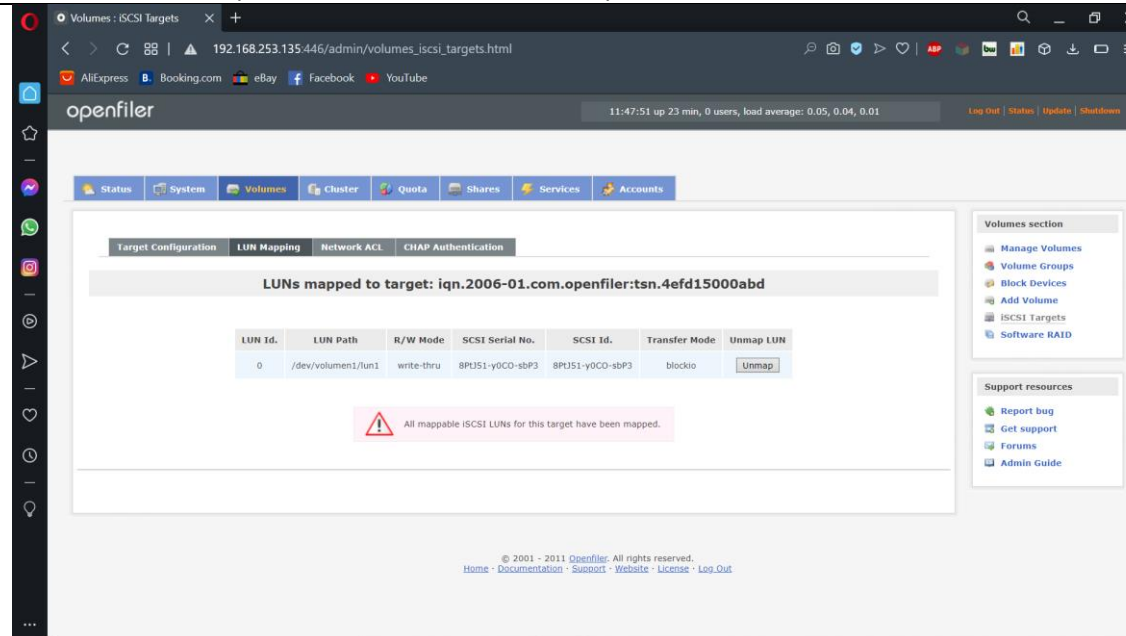 Volumes : iSCSI Targets
192.168.253.135:446/admin/volumes_iscsi_targets.html
ABP
AliExpress B. Booking.com eBay Facebook YouTube
openfiler
11:47:51 up 23 min, 0 users, load average: 0.05, 0.04, 0.01
Log Out | Status | Update | Shutdown
Status System Volumes Cluster Quota Shares Services Accounts
Target Configuration LUN Mapping Network ACL CHAP Authentication
LUNs mapped to target: iqn.2006-01.com.openfiler:tsn.4efd15000abd
LUN Id. LUN Path R/W Mode SCSI Serial No. SCSI Id. Transfer Mode Unmap LUN
0 /dev/volumen1/lun1 write-thru 8PtJ51-y0CO-sbP3 8PtJ51-y0CO-sbP3 blockio Unmap
All mappable iSCSI LUNs for this target have been mapped.
Volumes section
Manage Volumes
Volume Groups
Block Devices
Add Volume
iSCSI Targets
Software RAID
Support resources
Report bug
Get support
Forums
Admin Guide
© 2001 - 2011 Openfiler. All rights reserved.
Home · Documentation · Support · Website · License · Log Out